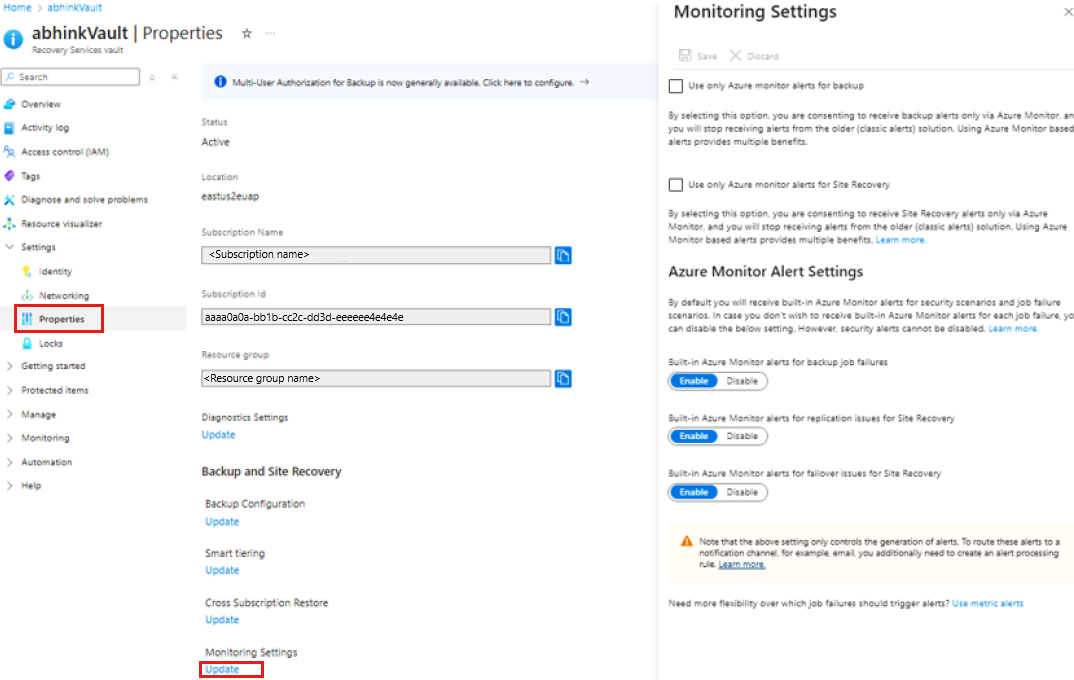 Home > abhinkVault
abhinkVault | Properties
Recovery Services vault
Search
Overview
Activity log
Access control (IAM)
Tags
Diagnose and solve problems
Resource visualizer
Settings
Identity
Networking
Properties
Locks
Getting started
Protected items
Manage
Monitoring
Automation
Help
Multi-User Authorization for Backup is now generally available. Click here to configure. →
Status
Active
Location
eastus2euap
Subscription Name
<Subscription name>
Subscription Id
aaaa0a0a-bb1b-cc2c-dd3d-eeeeee4e4e4e
Resource group
<Resource group name>
Diagnostics Settings
Update
Backup and Site Recovery
Backup Configuration
Update
Smart tiering
Update
Cross Subscription Restore
Update
Monitoring Settings
Update
Monitoring Settings
Save Discard
Use only Azure monitor alerts for backup
By selecting this option, you are consenting to receive backup alerts only via Azure Monitor, an
you will stop receiving alerts from the older (classic alerts) solution. Using Azure Monitor based
alerts provides multiple benefits.
Use only Azure monitor alerts for Site Recovery
By selecting this option, you are consenting to receive Site Recovery alerts only via Azure
Monitor, and you will stop receiving alerts from the older (classic alerts) solution. Using Azure
Monitor based alerts provides multiple benefits. Learn more.
Azure Monitor Alert Settings
By default you will receive built-in Azure Monitor alerts for security scenarios and job failure
scenarios. In case you don't wish to receive built-in Azure Monitor alerts for each job failure, yo
can disable the below setting. However, security alerts cannot be disabled. Learn more.
Built-in Azure Monitor alerts for backup job failures
Enable Disable
Built-in Azure Monitor alerts for replication issues for Site Recovery
Enable Disable
Built-in Azure Monitor alerts for failover issues for Site Recovery
Enable Disable
Note that the above setting only controls the generation of alerts. To route these alerts to a
notification channel, for example, email, you additionally need to create an alert processing
rule. Learn more.
Need more flexibility over which job failures should trigger alerts? Use metric alerts